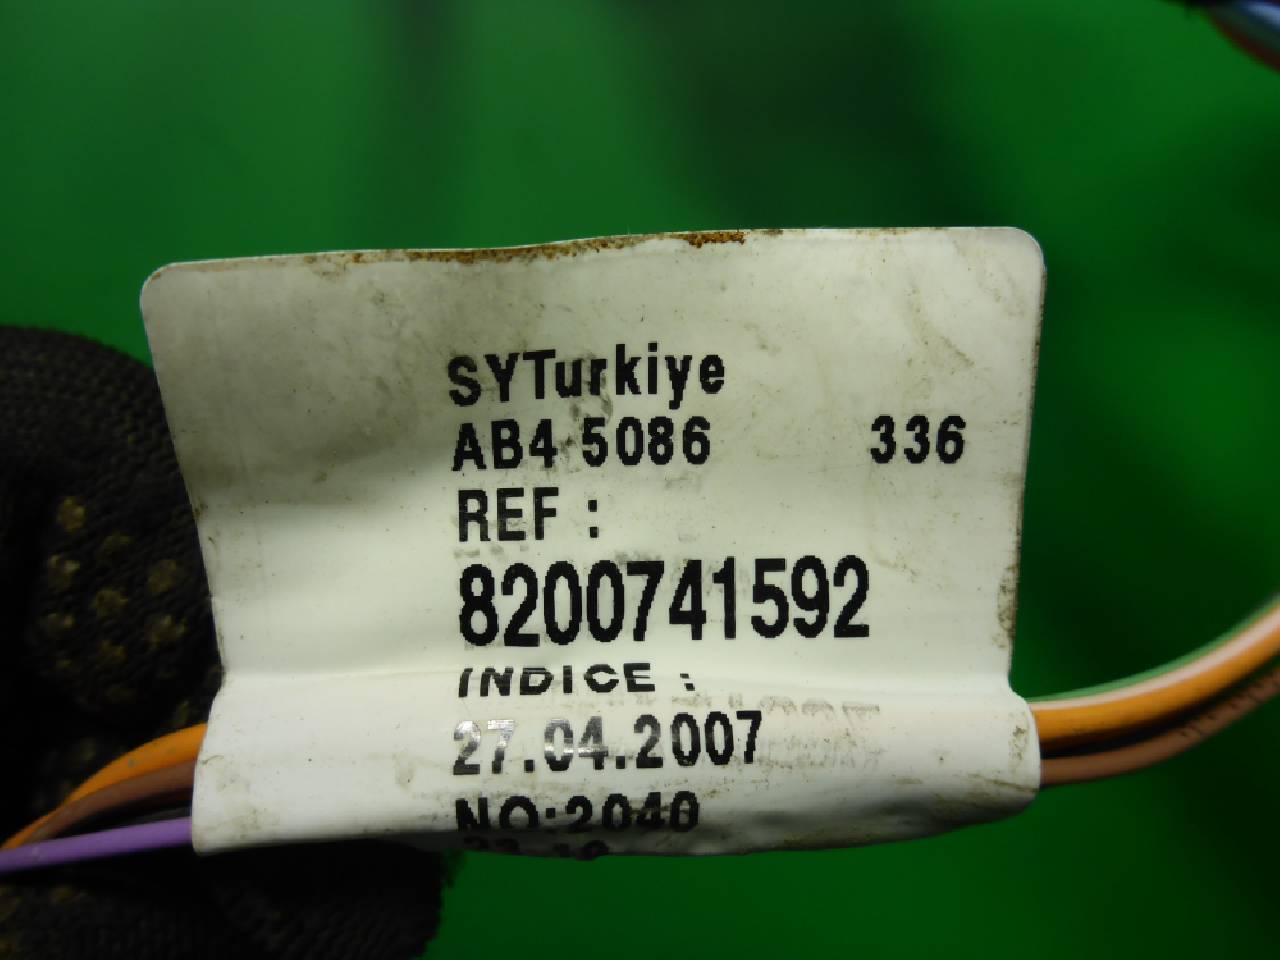 SYTurkiye
AB4 5086 336
REF :
8200741592
INDICE :
27.04.2007
NO:2040